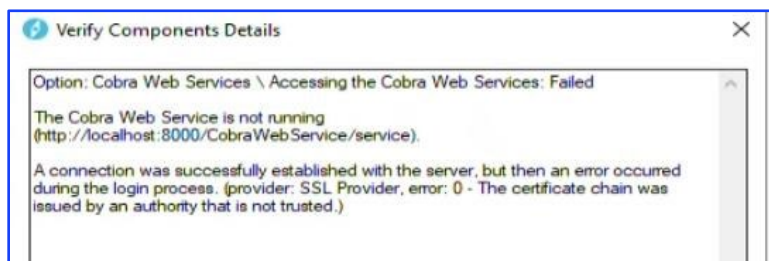 Verify Components Details
Option: Cobra Web Services \ Accessing the Cobra Web Services: Failed
The Cobra Web Service is not running
(http://localhost:8000/CobraWebService/service).
A connection was successfully established with the server, but then an error occurred
during the login process. (provider: SSL Provider, error: 0 - The certificate chain was
issued by an authority that is not trusted.)